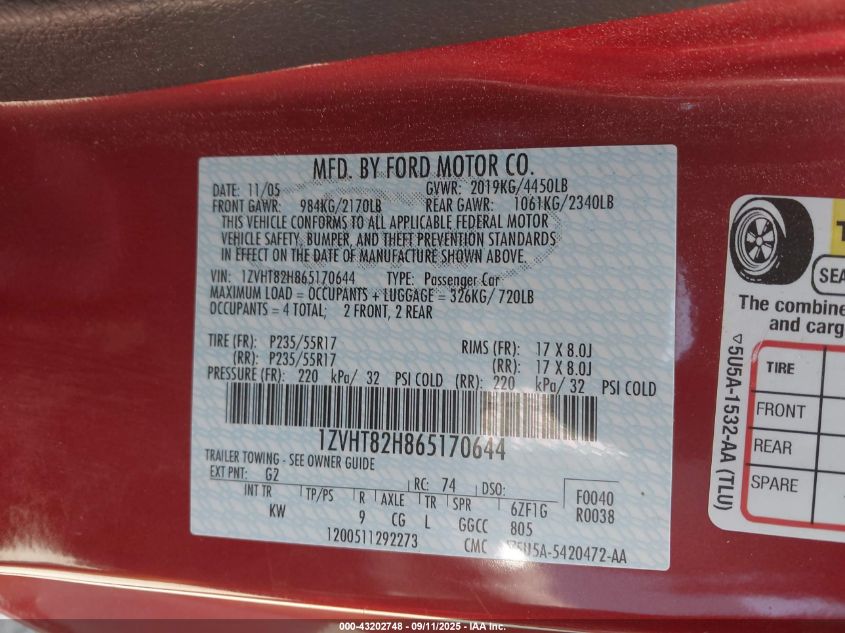 MFD. BY FORD MOTOR CO.
DATE: 11/05 GVWR: 2019KG/4450LB
FRONT GAWR: 984KG/2170LB REAR GAWR: 1061KG/2340LB
THIS VEHICLE CONFORMS TO ALL APPLICABLE FEDERAL MOTOR
VEHICLE SAFETY, BUMPER, AND THEFT PREVENTION STANDARDS
IN EFFECT ON THE DATE OF MANUFACTURE SHOWN ABOVE.
VIN: 1ZVHT82H865170644 TYPE: Passenger Car
MAXIMUM LOAD = OCCUPANTS + LUGGAGE = 326KG/ 720LB
OCCUPANTS = 4 TOTAL; 2 FRONT, 2 REAR
TIRE (FR): P235/55R17 RIMS (FR): 17 X 8.0J
(RR): P235/55R17 (RR): 17 X 8.0J
PRESSURE (FR): 220 kPa/ 32 PSI COLD (RR): 220 kPa/ 32 PSI COLD
1ZVHT82H865170644
TRAILER TOWING - SEE OWNER GUIDE
EXT PNT: G2 RC: 74 DSO: F0040
INT TR TP/PS R AXLE TR SPR 6ZF1G R0038
KW 9 CG L GGCC 805
1200511292273 CMC 5U5A-5420472-AA
SEA
The combine
and carg
TIRE
FRONT
REAR
SPARE
5U5A-1532-AA (TLU)
000-43202748 - 09/11/2025 - IAA Inc.